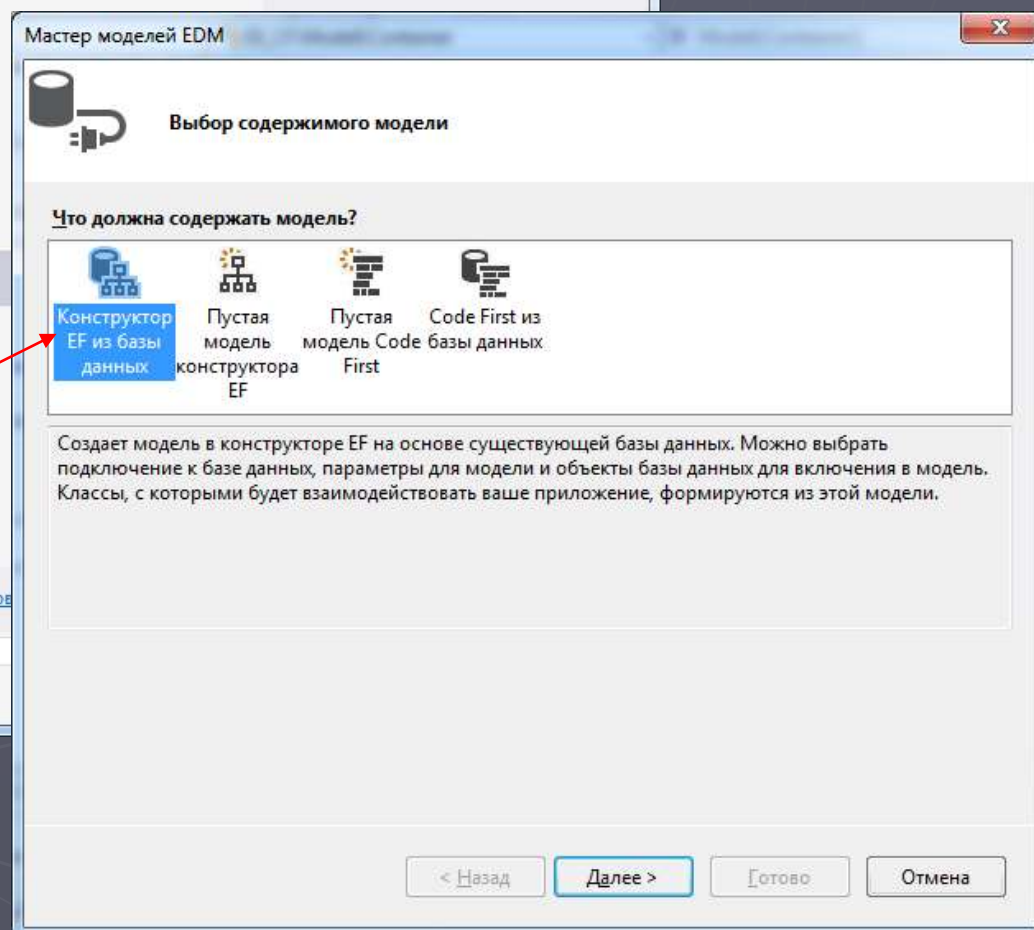 Мастер моделей EDM
Выбор содержимого модели
Что должна содержать модель?
Конструктор
EF из базы
данных
Пустая
модель
конструктора
EF
Пустая
модель Code
First
Code First из
базы данных
Создает модель в конструкторе EF на основе существующей базы данных. Можно выбрать
подключение к базе данных, параметры для модели и объекты базы данных для включения в модель.
Классы, с которыми будет взаимодействовать ваше приложение, формируются из этой модели.
< Назад
Далее >
Готово
Отмена